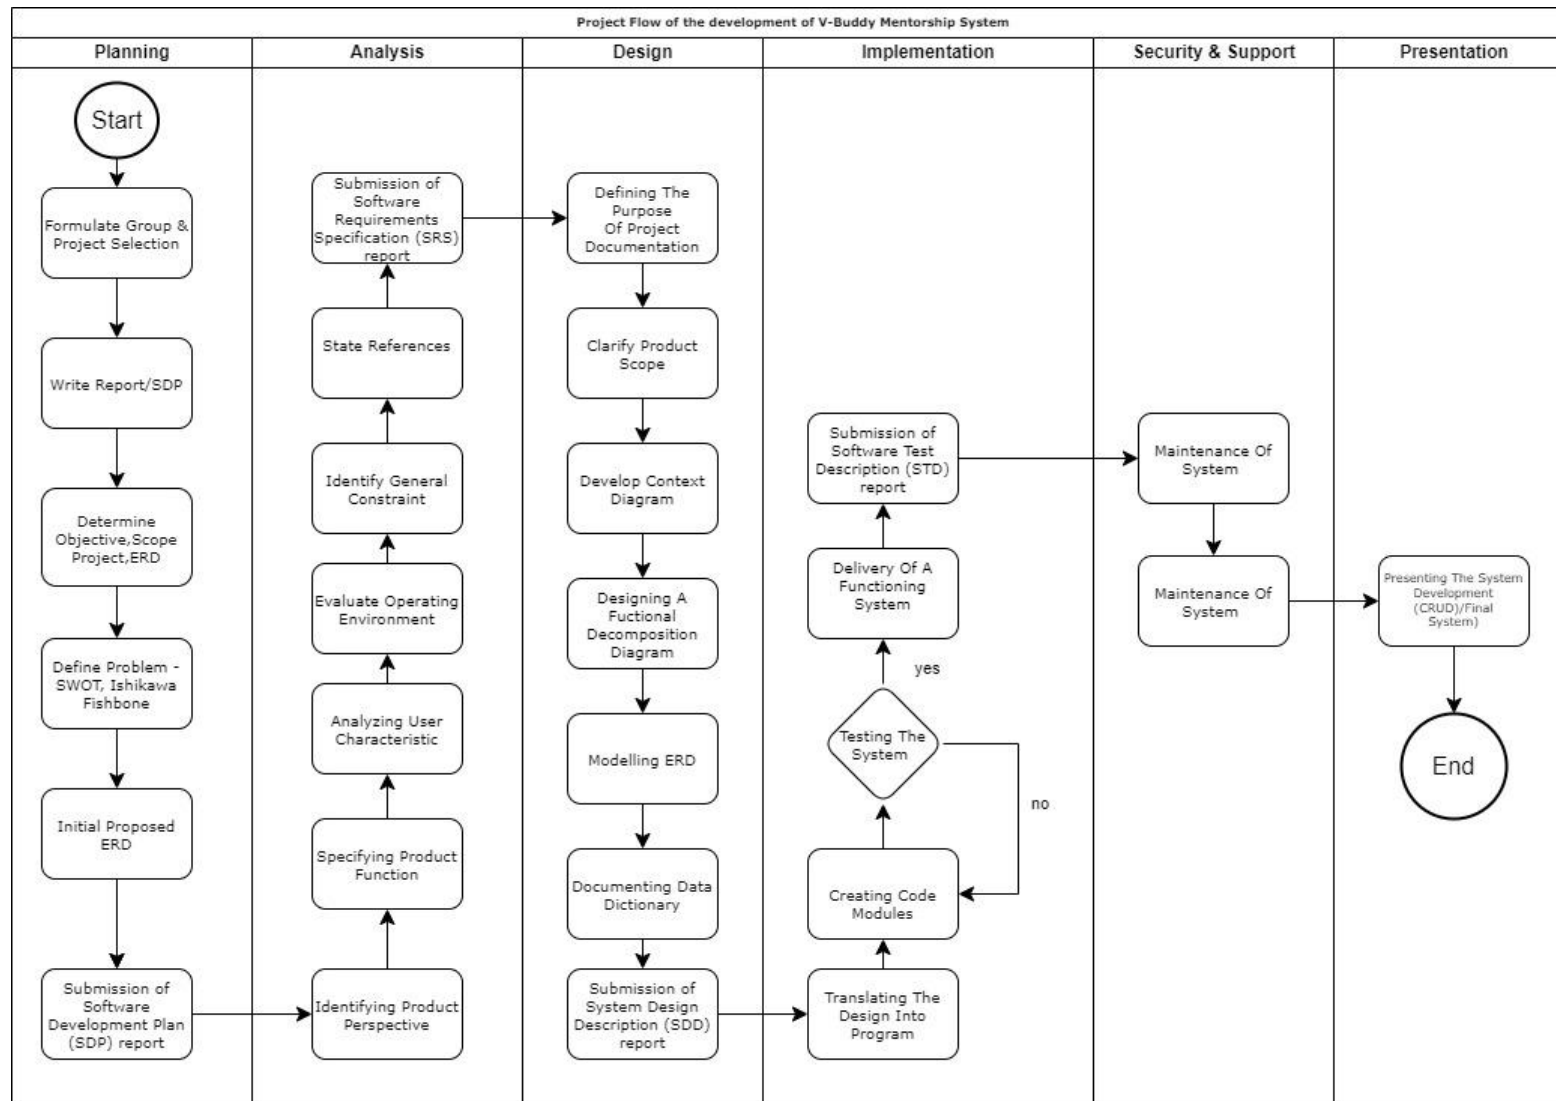 Project Flow of the development of V-Buddy Mentorship System
Planning
Analysis
Design
Implementation
Security & Support
Presentation
Start
Formulate Group &
Project Selection
Write Report/SDP
Determine
Objective,Scope
Project,ERD
Define Problem -
SWOT, Ishikawa
Fishbone
Initial Proposed
ERD
Submission of
Software
Development Plan
(SDP) report
Submission of
Software
Requirements
Specification (SRS)
report
State References
Identify General
Constraint
Evaluate Operating
Environment
Analyzing User
Characteristic
Specifying Product
Function
Identifying Product
Perspective
Defining The
Purpose
Of Project
Documentation
Clarify Product
Scope
Develop Context
Diagram
Designing A
Fuctional
Decomposition
Diagram
Modelling ERD
Documenting Data
Dictionary
Submission of
System Design
Description (SDD)
report
Submission of
Software Test
Description (STD)
report
Delivery Of A
Functioning
System
yes
Testing The
System
no
Creating Code
Modules
Translating The
Design Into
Program
Maintenance Of
System
Maintenance Of
System
Presenting The System
Development
(CRUD)/Final
System)
End